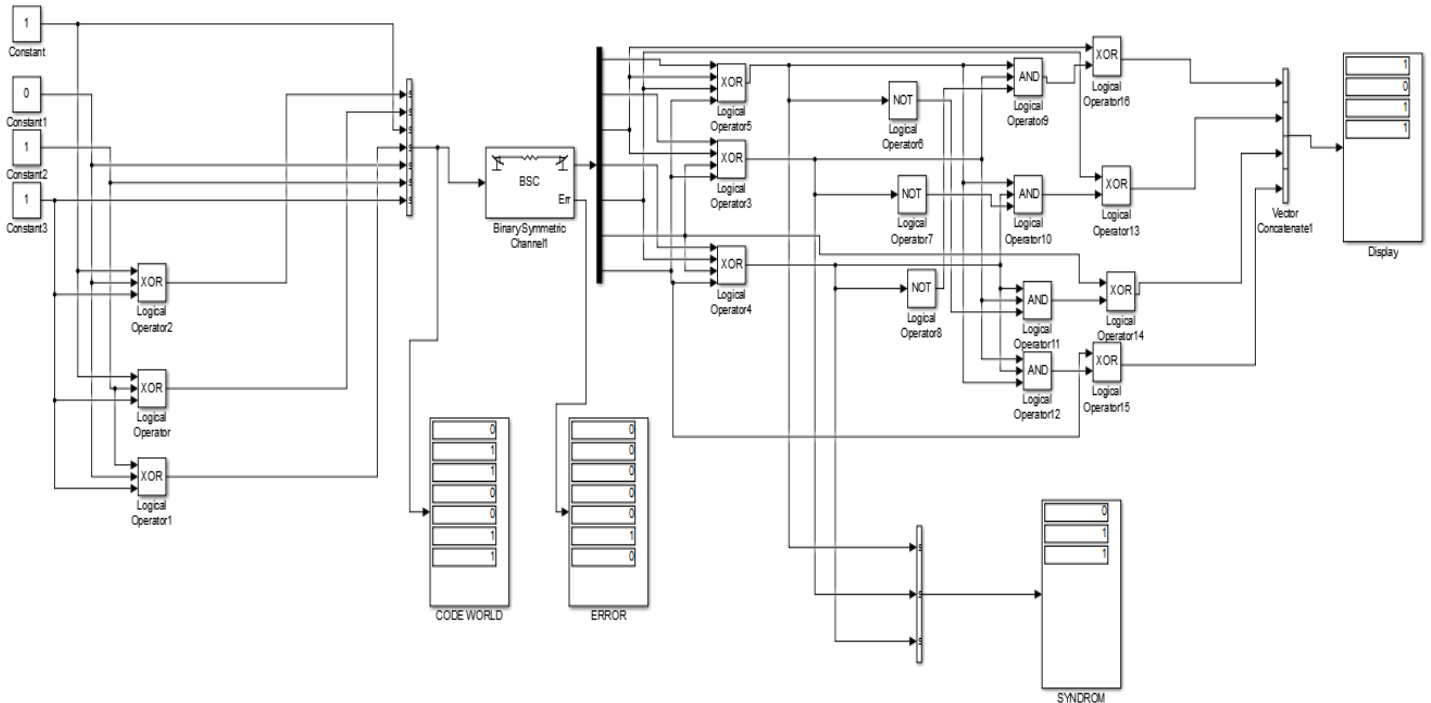 1
Constant
0
Constant1
1
Constant2
1
Constant3
XOR
Logical
Operator2
XOR
Logical
Operator
XOR
Logical
Operator1
BSC
Err
Binary Symmetric
Channel1
0
1
1
0
0
1
1
CODE WORLD
0
0
0
0
0
1
0
ERROR
XOR
Logical
Operator5
XOR
Logical
Operator3
XOR
Logical
Operator4
NOT
Logical
Operator6
NOT
Logical
Operator7
NOT
Logical
Operator8
AND
Logical
Operator9
AND
Logical
Operator10
AND
Logical
Operator11
AND
Logical
Operator12
XOR
Logical
Operator16
XOR
Logical
Operator13
XOR
Logical
Operator14
XOR
Logical
Operator15
Vector
Concatenate1
1
0
1
1
Display
0
1
1
SYNDROM